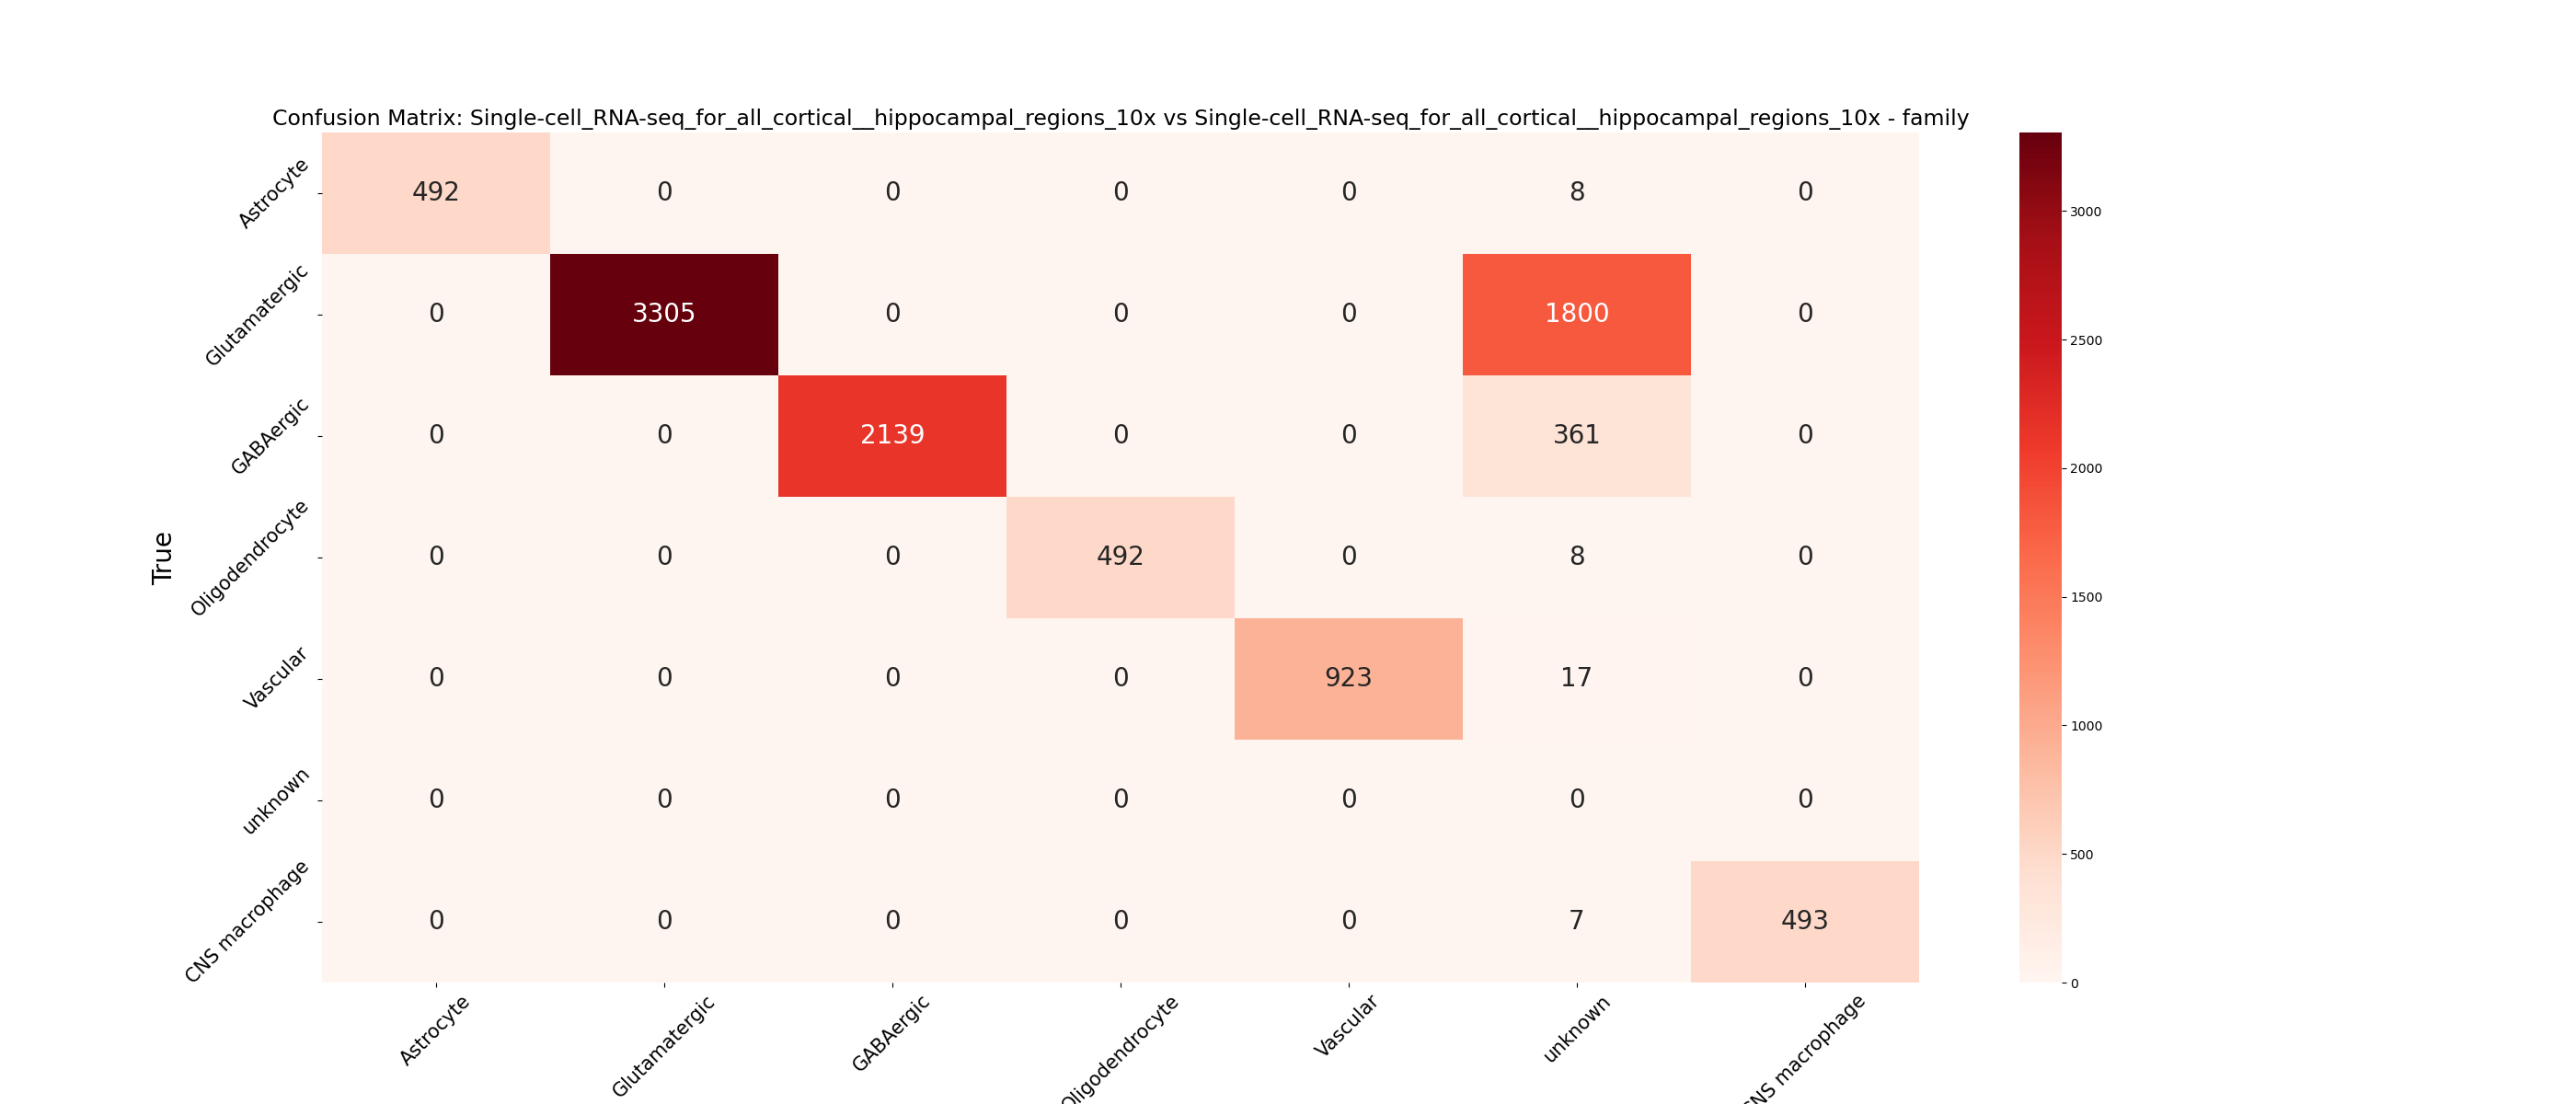 Confusion Matrix: Single-cell_RNA-seq_for_all_cortical__hippocampal_regions_10x vs Single-cell_RNA-seq_for_all_cortical__hippocampal_regions_10x - family
True
Astrocyte 492 0 0 0 0 8 0
Glutamatergic 0 3305 0 0 0 1800 0
GABAergic 0 0 2139 0 0 361 0
Oligodendrocyte 0 0 0 492 0 8 0
Vascular 0 0 0 0 923 17 0
unknown 0 0 0 0 0 0 0
CNS macrophage 0 0 0 0 0 7 493
Astrocyte Glutamatergic GABAergic Oligodendrocyte Vascular unknown CNS macrophage
3000
2500
2000
1500
1000
500
0